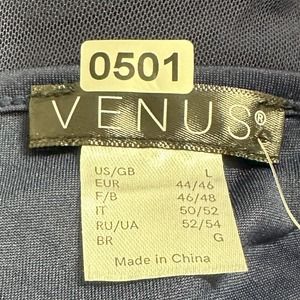 0501
VENUS®
US/GB L
EUR 44/46
F/B 46/48
IT 50/52
RU/UA 52/54
BR G
Made in China